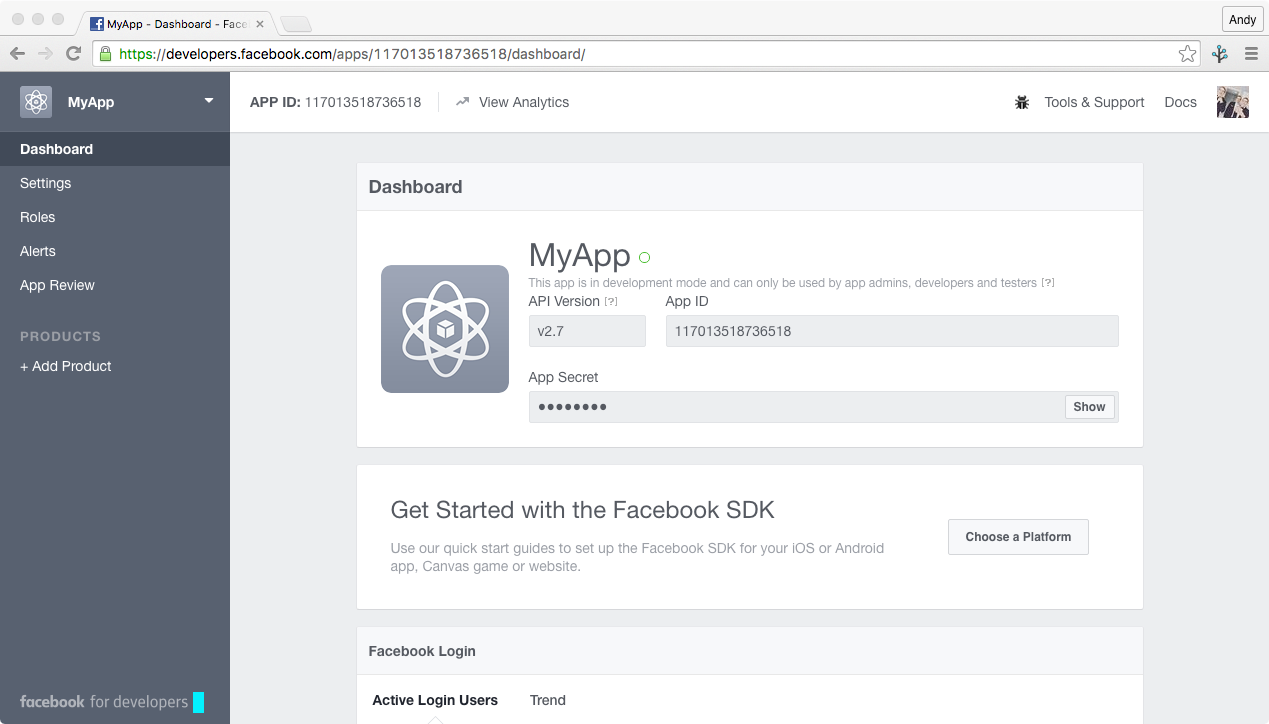 MyApp - Dashboard - Face
Andy
https://developers.facebook.com/apps/117013518736518/dashboard/
MyApp
APP ID: 117013518736518
View Analytics
Tools & Support
Docs
Dashboard
Settings
Roles
Alerts
App Review
PRODUCTS
+ Add Product
facebook for developers
Dashboard
MyApp
This app is in development mode and can only be used by app admins, developers and testers [?]
API Version [?]
App ID
v2.7
117013518736518
App Secret
●●●●●●●●
Show
Get Started with the Facebook SDK
Use our quick start guides to set up the Facebook SDK for your iOS or Android
app, Canvas game or website.
Choose a Platform
Facebook Login
Active Login Users
Trend